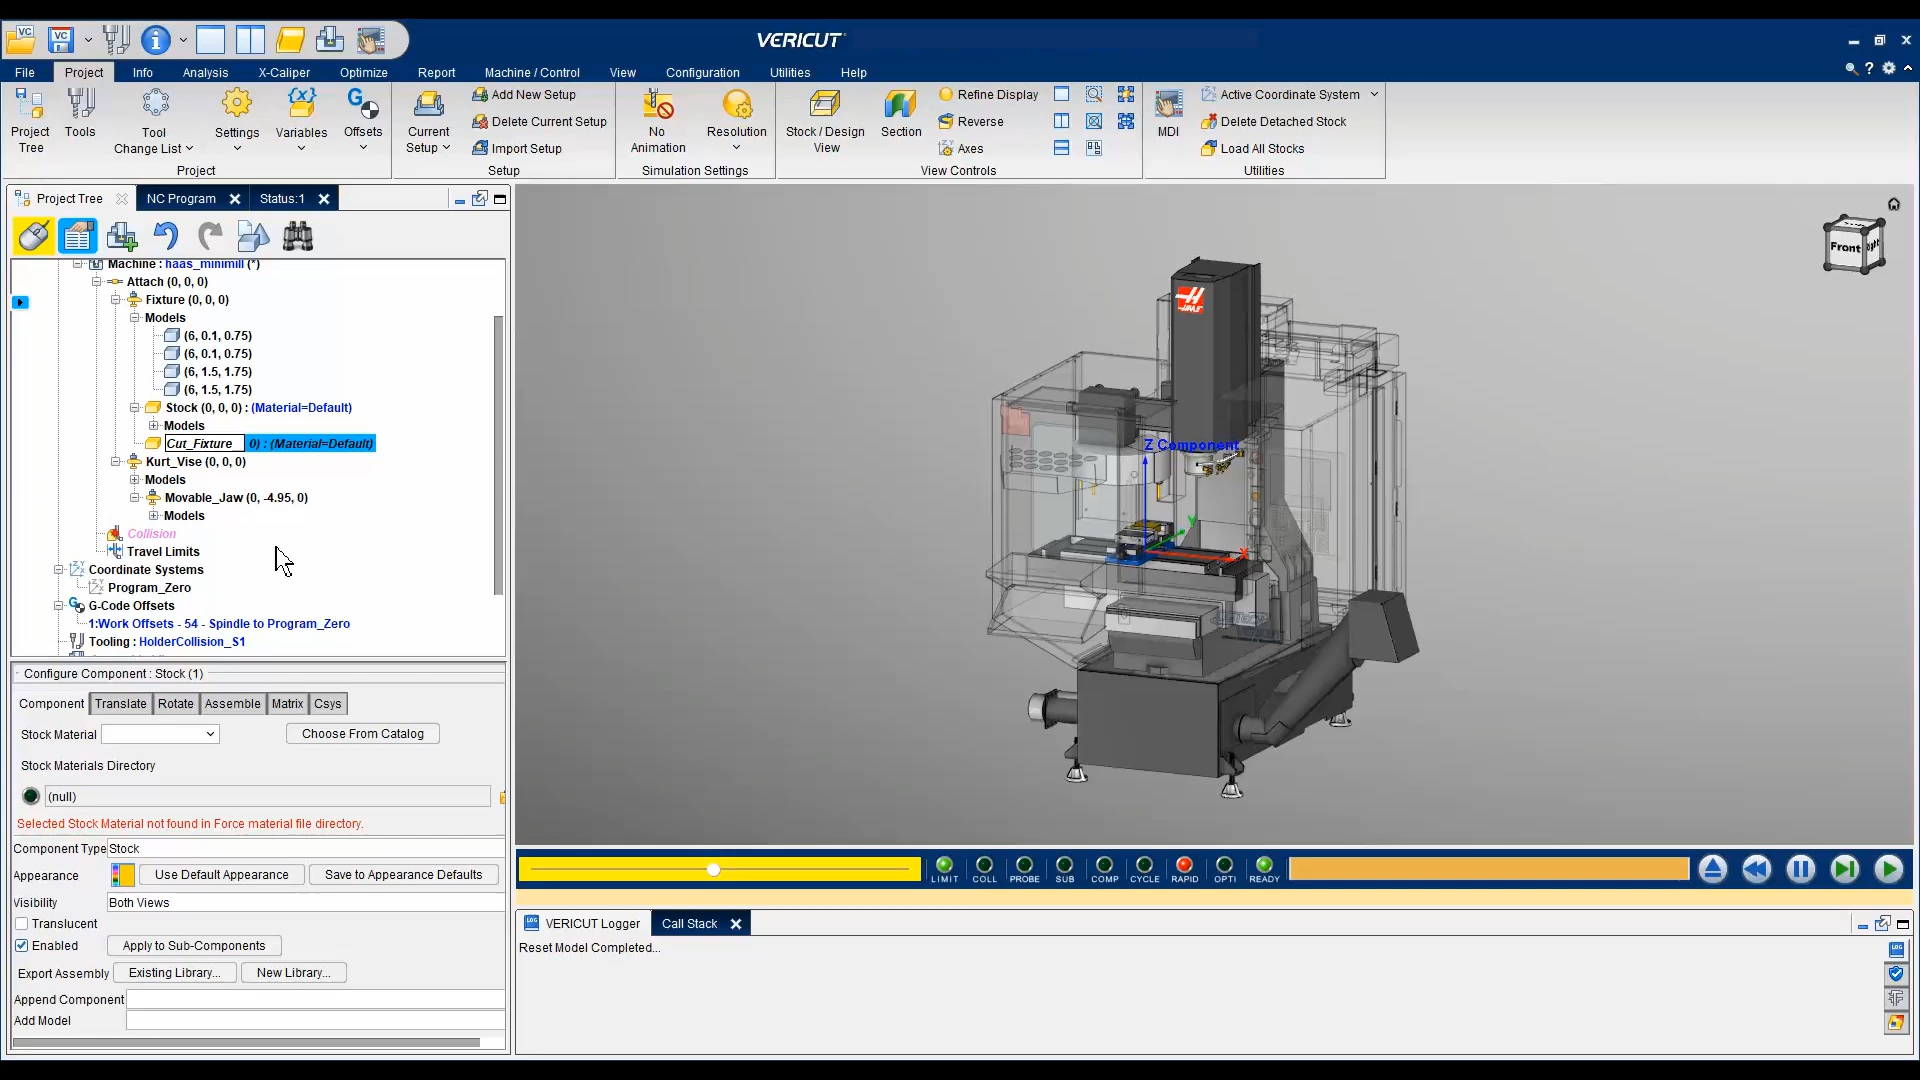 VC VC VERICUT
File Project Info Analysis X-Caliper Optimize Report Machine / Control View Configuration Utilities Help
Project Tree
Tools
Tool Change List
Settings
Variables
Offsets
Project
Current Setup
Add New Setup
Delete Current Setup
Import Setup
Setup
No Animation
Resolution
Simulation Settings
Stock / Design View
Section
Refine Display
Reverse
Axes
View Controls
MDI
Active Coordinate System
Delete Detached Stock
Load All Stocks
Utilities
Project Tree NC Program Status:1
Machine : haas_minimill (*)
Attach (0, 0, 0)
Fixture (0, 0, 0)
Models
(6, 0.1, 0.75)
(6, 0.1, 0.75)
(6, 1.5, 1.75)
(6, 1.5, 1.75)
Stock (0, 0, 0) : (Material=Default)
Models
Cut_Fixture 0) : (Material=Default)
Kurt_Vise (0, 0, 0)
Models
Movable_Jaw (0, -4.95, 0)
Models
Collision
Travel Limits
Coordinate Systems
Program_Zero
G-Code Offsets
1:Work Offsets - 54 - Spindle to Program_Zero
Tooling : HolderCollision_S1
Configure Component : Stock (1)
Component Translate Rotate Assemble Matrix Csys
Stock Material Choose From Catalog
Stock Materials Directory
(null)
Selected Stock Material not found in Force material file directory.
Component Type Stock
Appearance Use Default Appearance Save to Appearance Defaults
Visibility Both Views
Translucent
Enabled Apply to Sub-Components
Export Assembly Existing Library... New Library...
Append Component
Add Model
HAAS
Z Component
Y
X
Front
LIMIT COLL PROBE SUB COMP CYCLE RAPID OPTI READY
LOG VERICUT Logger Call Stack
Reset Model Completed...
LOG